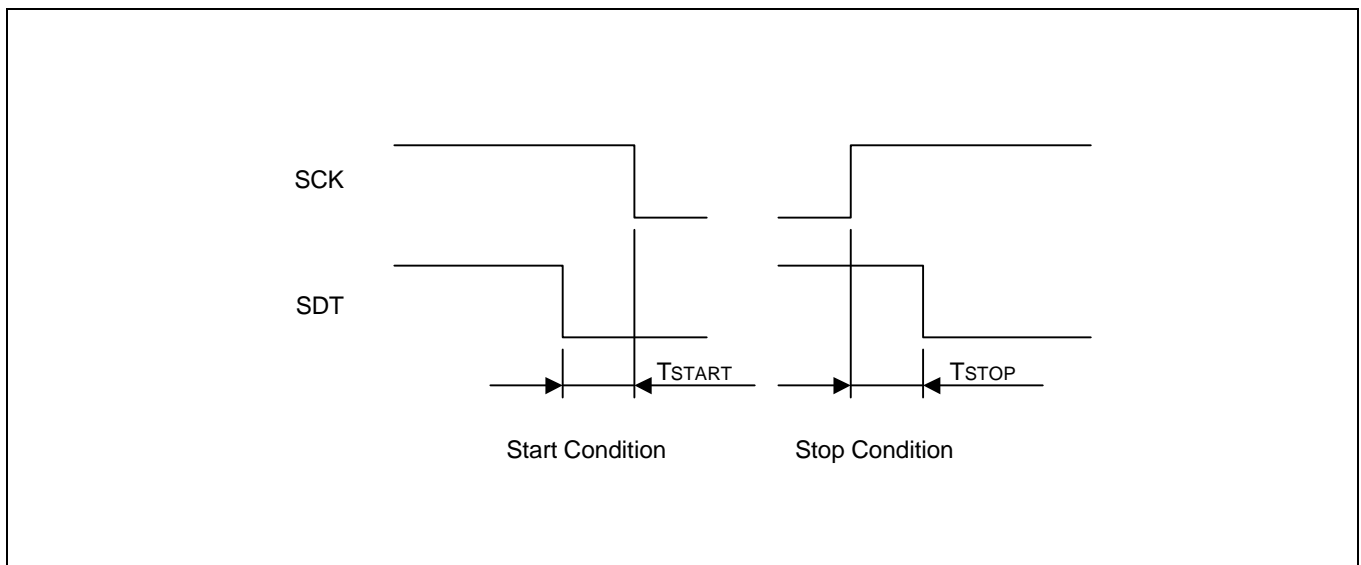 SCK
SDT
TSTART
TSTOP
Start Condition
Stop Condition